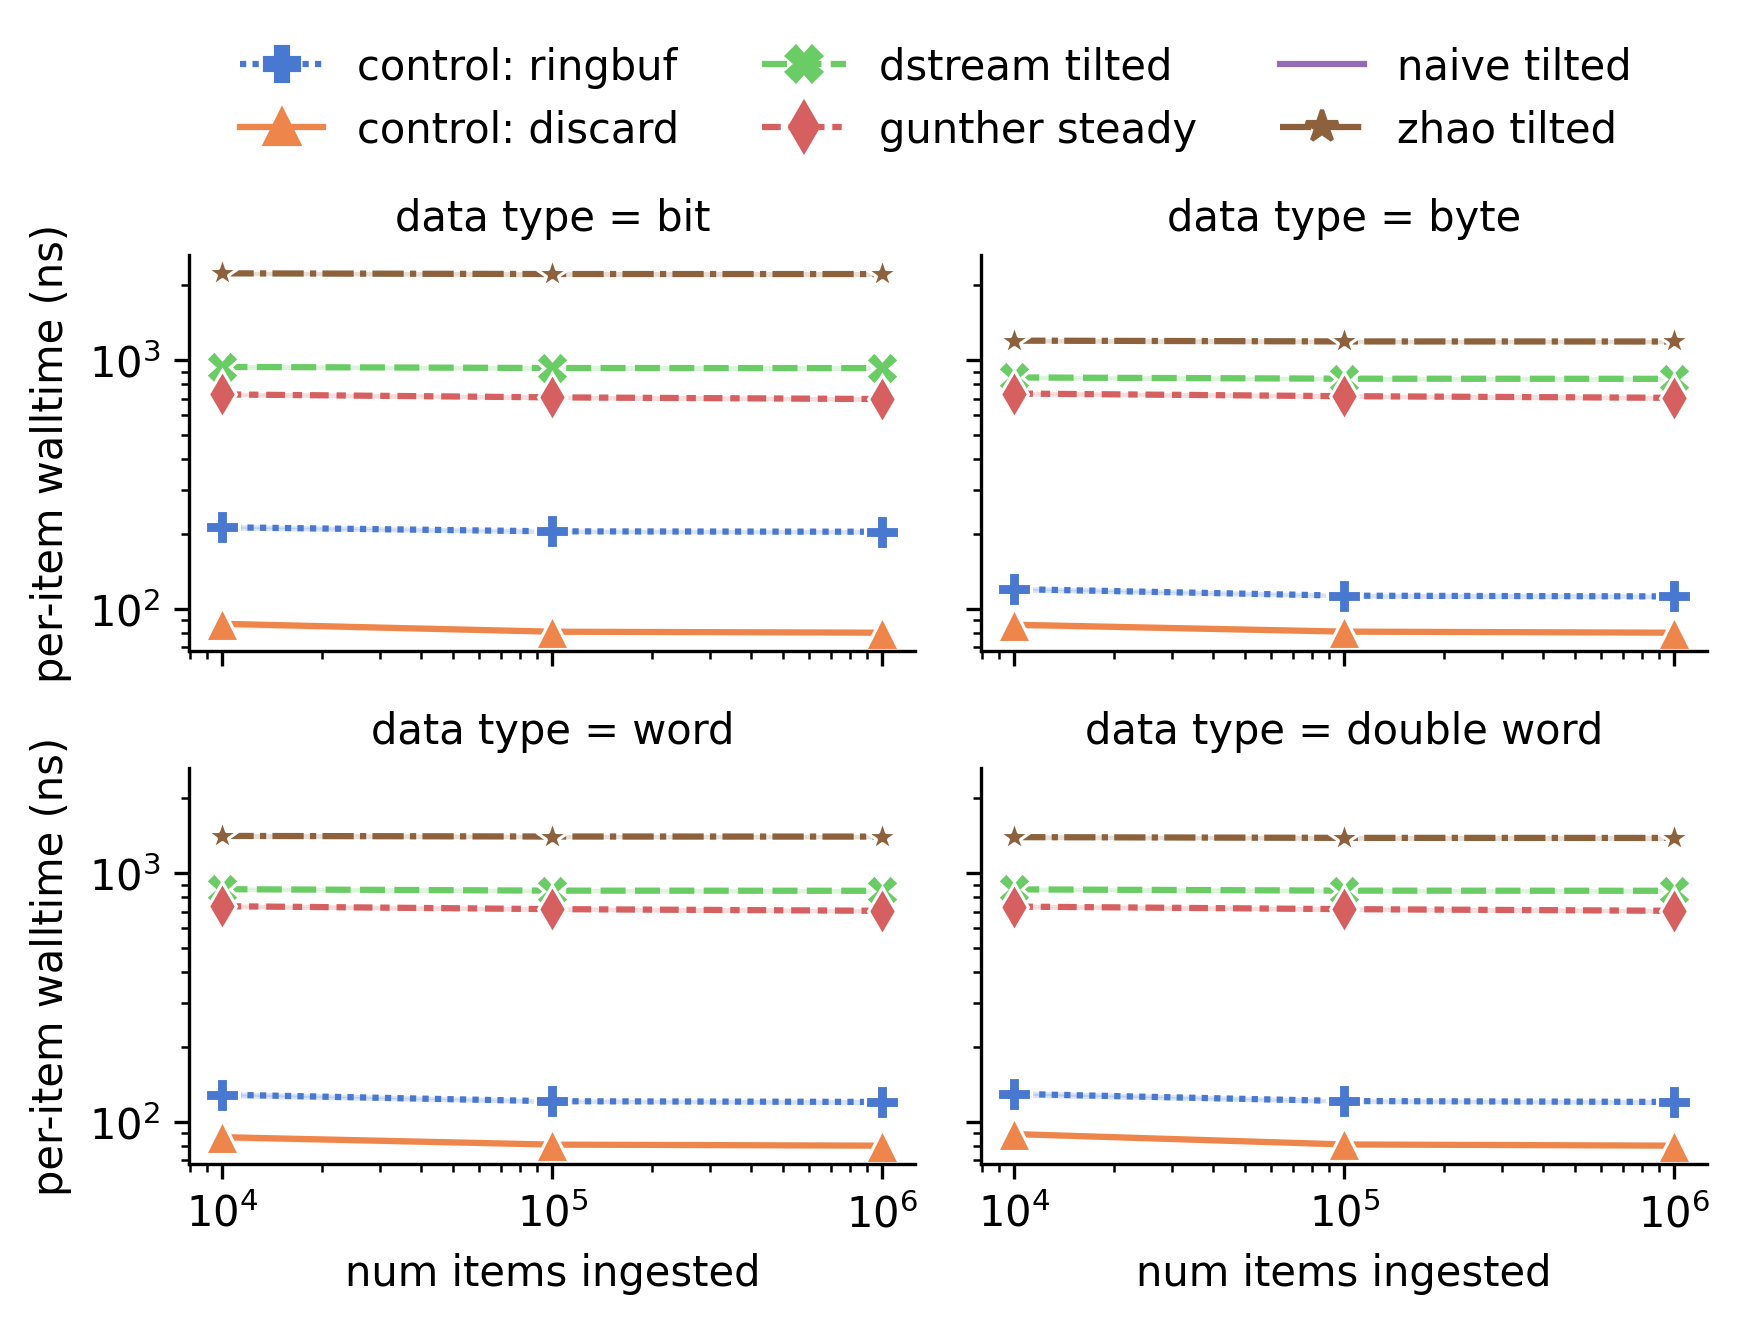 control: ringbuf
dstream tilted
naive tilted
control: discard
gunther steady
zhao tilted
data type = bit
data type = byte
per-item walltime (ns)
10³
10²
data type = word
data type = double word
per-item walltime (ns)
10³
10²
10⁴ 10⁵ 10⁶
10⁴ 10⁵ 10⁶
num items ingested
num items ingested